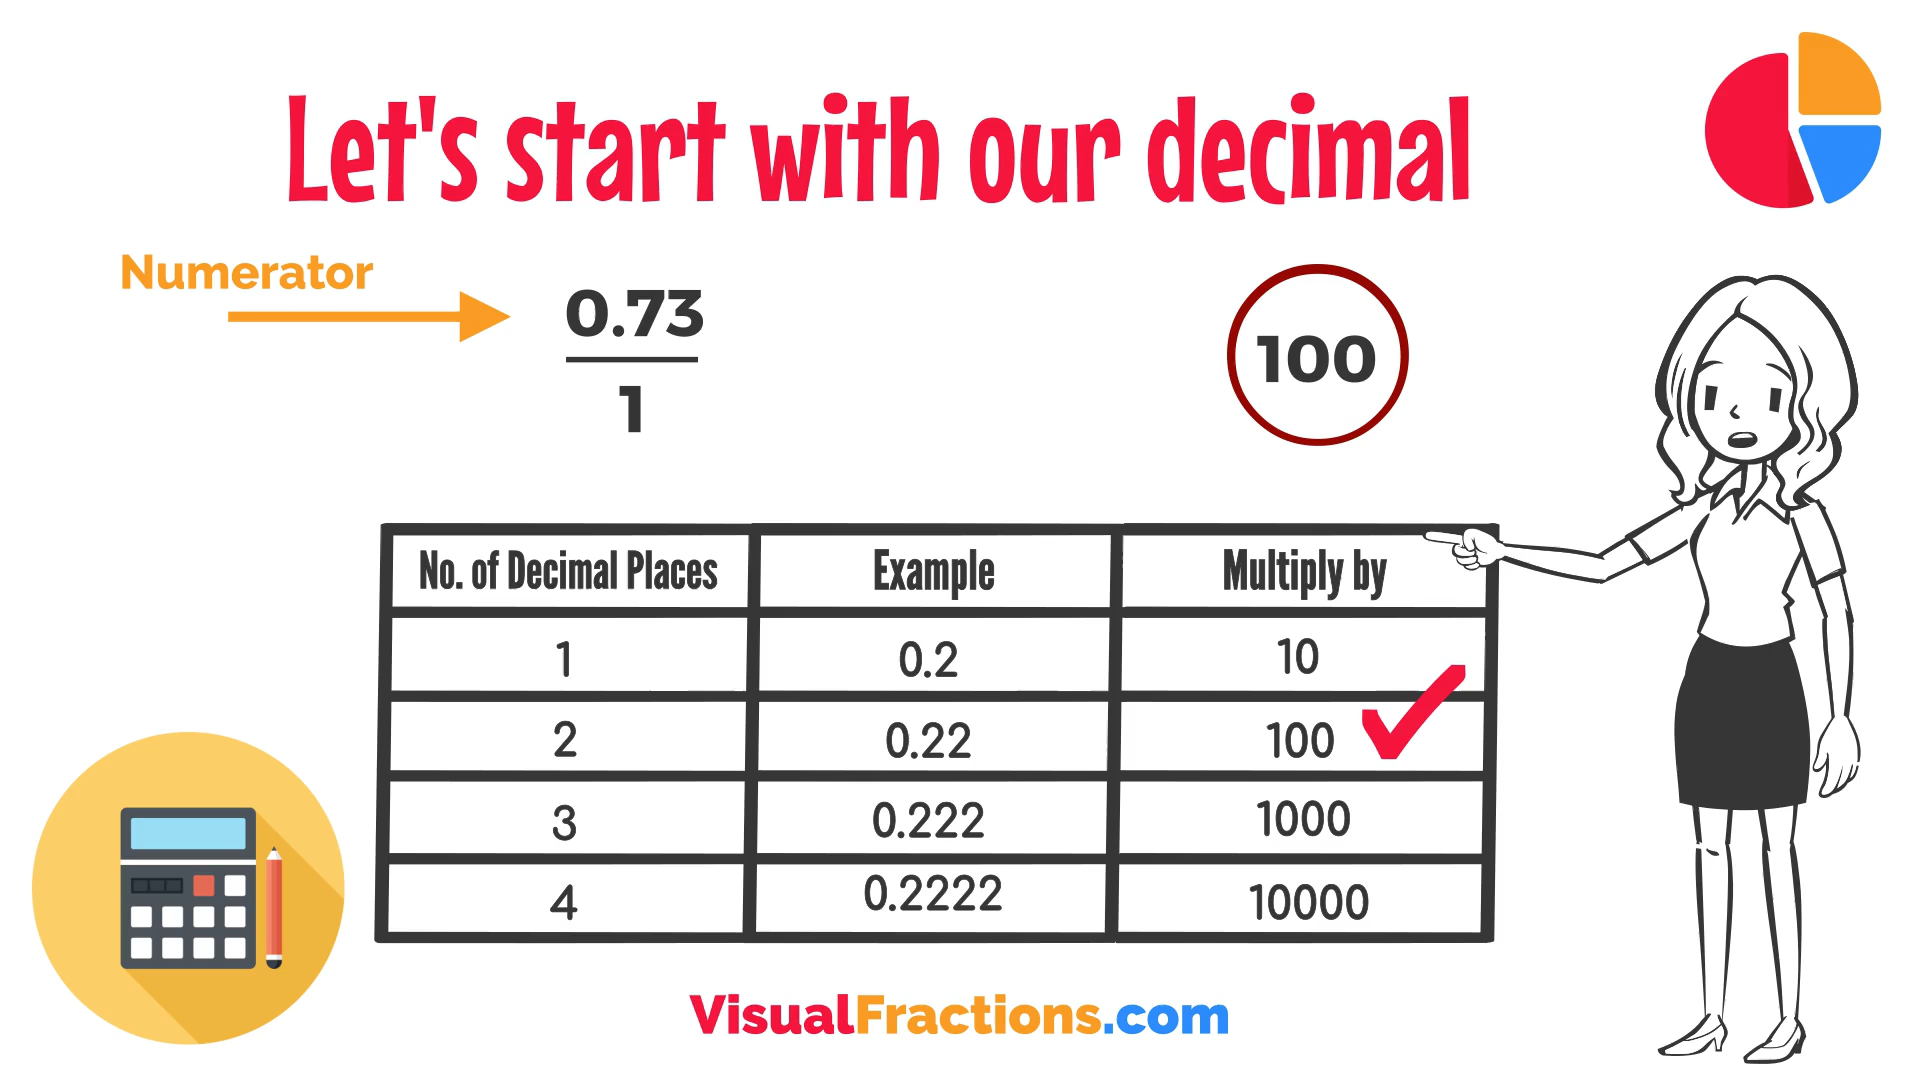 Let's start with our decimal
Numerator
0.73
1
100
No. of Decimal Places Example Multiply by
1 0.2 10
2 0.22 100
3 0.222 1000
4 0.2222 10000
VisualFractions.com